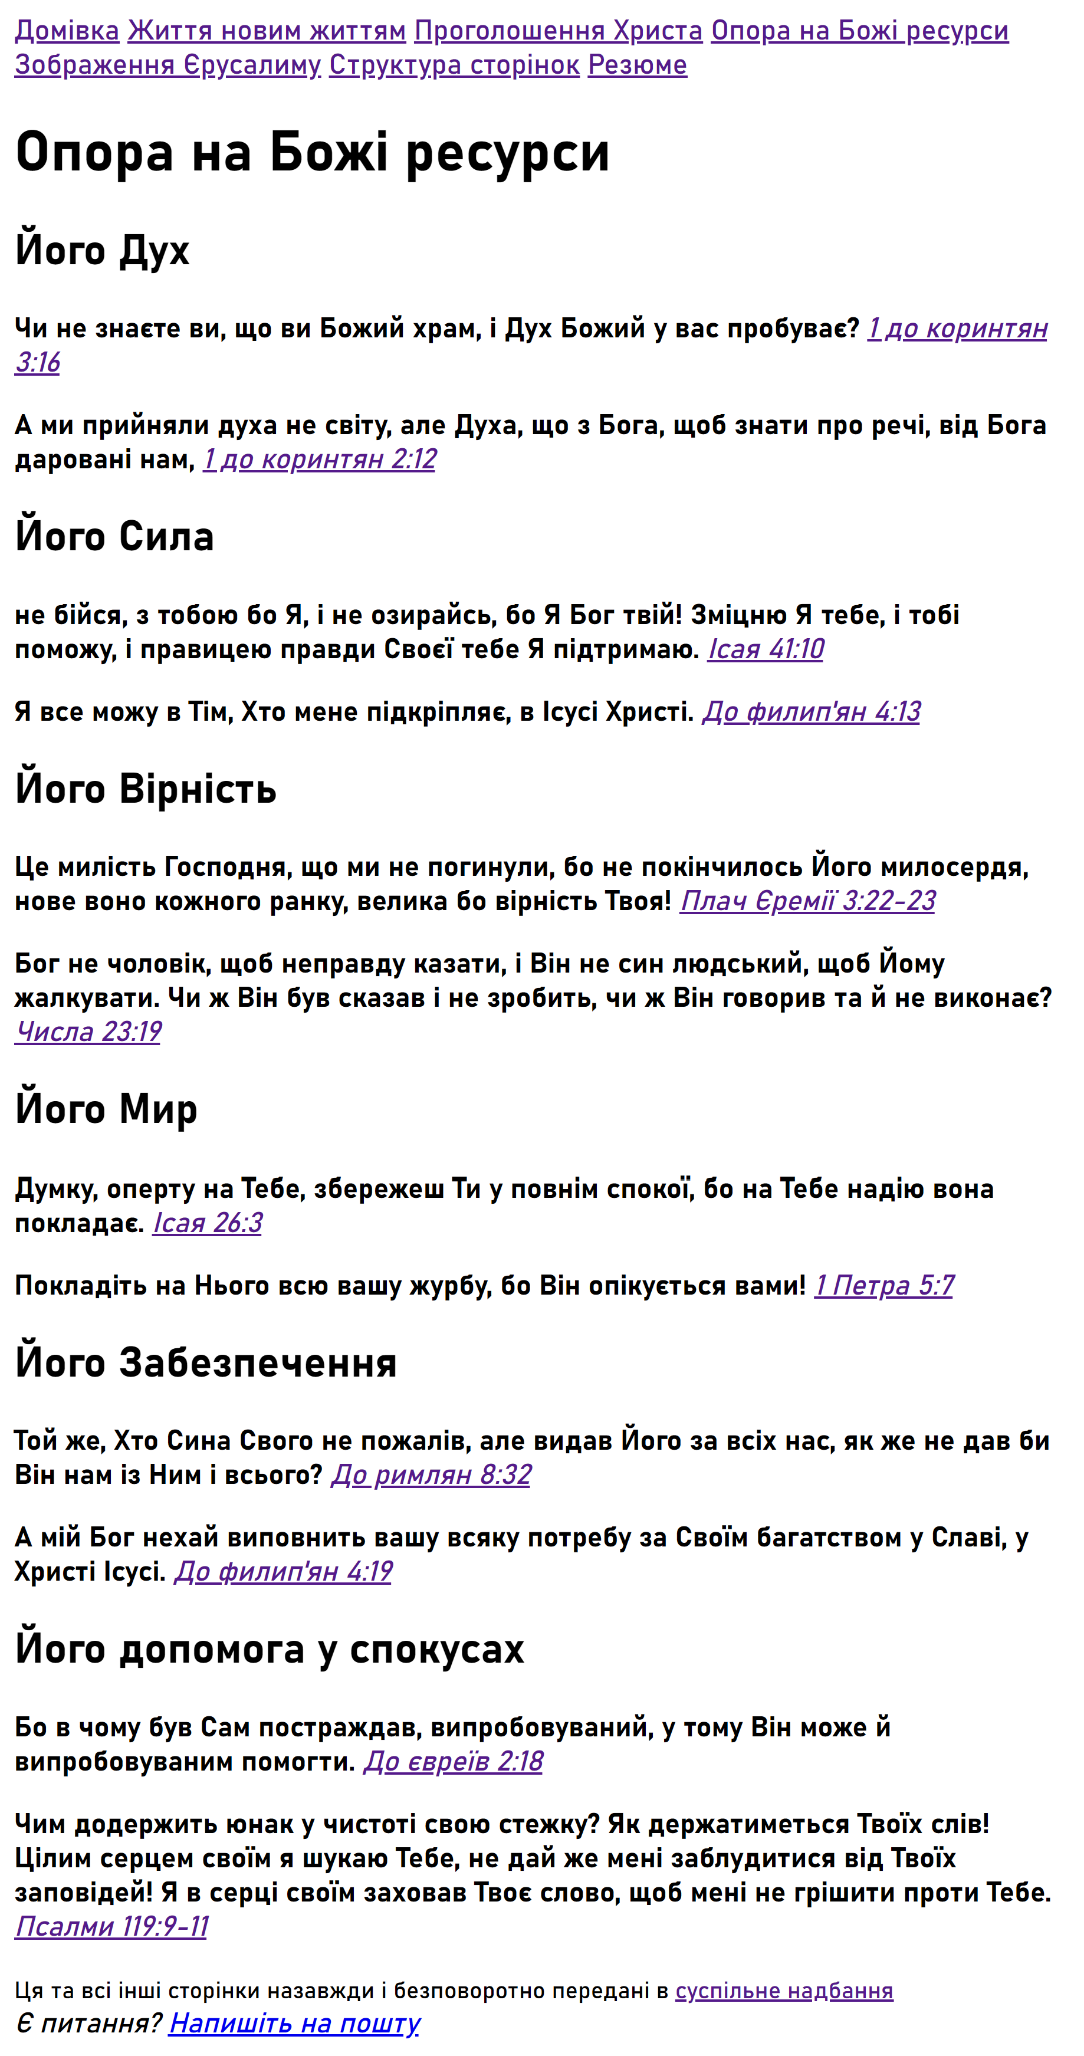 Домівка Життя новим життям Проголошення Христа Опора на Божі ресурси
Зображення Єрусалиму Структура сторінок Резюме
Опора на Божі ресурси
Його Дух
Чи не знаєте ви, що ви Божий храм, і Дух Божий у вас пробуває? 1 до коринтян
3:16
А ми прийняли духа не світу, але Духа, що з Бога, щоб знати про речі, від Бога
даровані нам, 1 до коринтян 2:12
Його Сила
не бійся, з тобою бо Я, і не озирайсь, бо Я Бог твій! Зміцню Я тебе, і тобі
поможу, і правицею правди Своєї тебе Я підтримаю. Ісая 41:10
Я все можу в Тім, Хто мене підкріпляє, в Ісусі Христі. До филип'ян 4:13
Його Вірність
Це милість Господня, що ми не погинули, бо не покінчилось Його милосердя,
нове воно кожного ранку, велика бо вірність Твоя! Плач Єремії 3:22-23
Бог не чоловік, щоб неправду казати, і Він не син людський, щоб Йому
жалкувати. Чи ж Він був сказав і не зробить, чи ж Він говорив та й не виконає?
Числа 23:19
Його Мир
Думку, оперту на Тебе, збережеш Ти у повнім спокої, бо на Тебе надію вона
покладає. Ісая 26:3
Покладіть на Нього всю вашу журбу, бо Він опікується вами! 1 Петра 5:7
Його Забезпечення
Той же, Хто Сина Свого не пожалів, але видав Його за всіх нас, як же не дав би
Він нам із Ним і всього? До римлян 8:32
А мій Бог нехай виповнить вашу всяку потребу за Своїм багатством у Славі, у
Христі Ісусі. До филип'ян 4:19
Його допомога у спокусах
Бо в чому був Сам постраждав, випробовуваний, у тому Він може й
випробовуваним помогти. До євреїв 2:18
Чим додержить юнак у чистоті свою стежку? Як держатиметься Твоїх слів!
Цілим серцем своїм я шукаю Тебе, не дай же мені заблудитися від Твоїх
заповідей! Я в серці своїм заховав Твоє слово, щоб мені не грішити проти Тебе.
Псалми 119:9-11
Ця та всі інші сторінки назавжди і безповоротно передані в суспільне надбання
Є питання? Напишіть на пошту